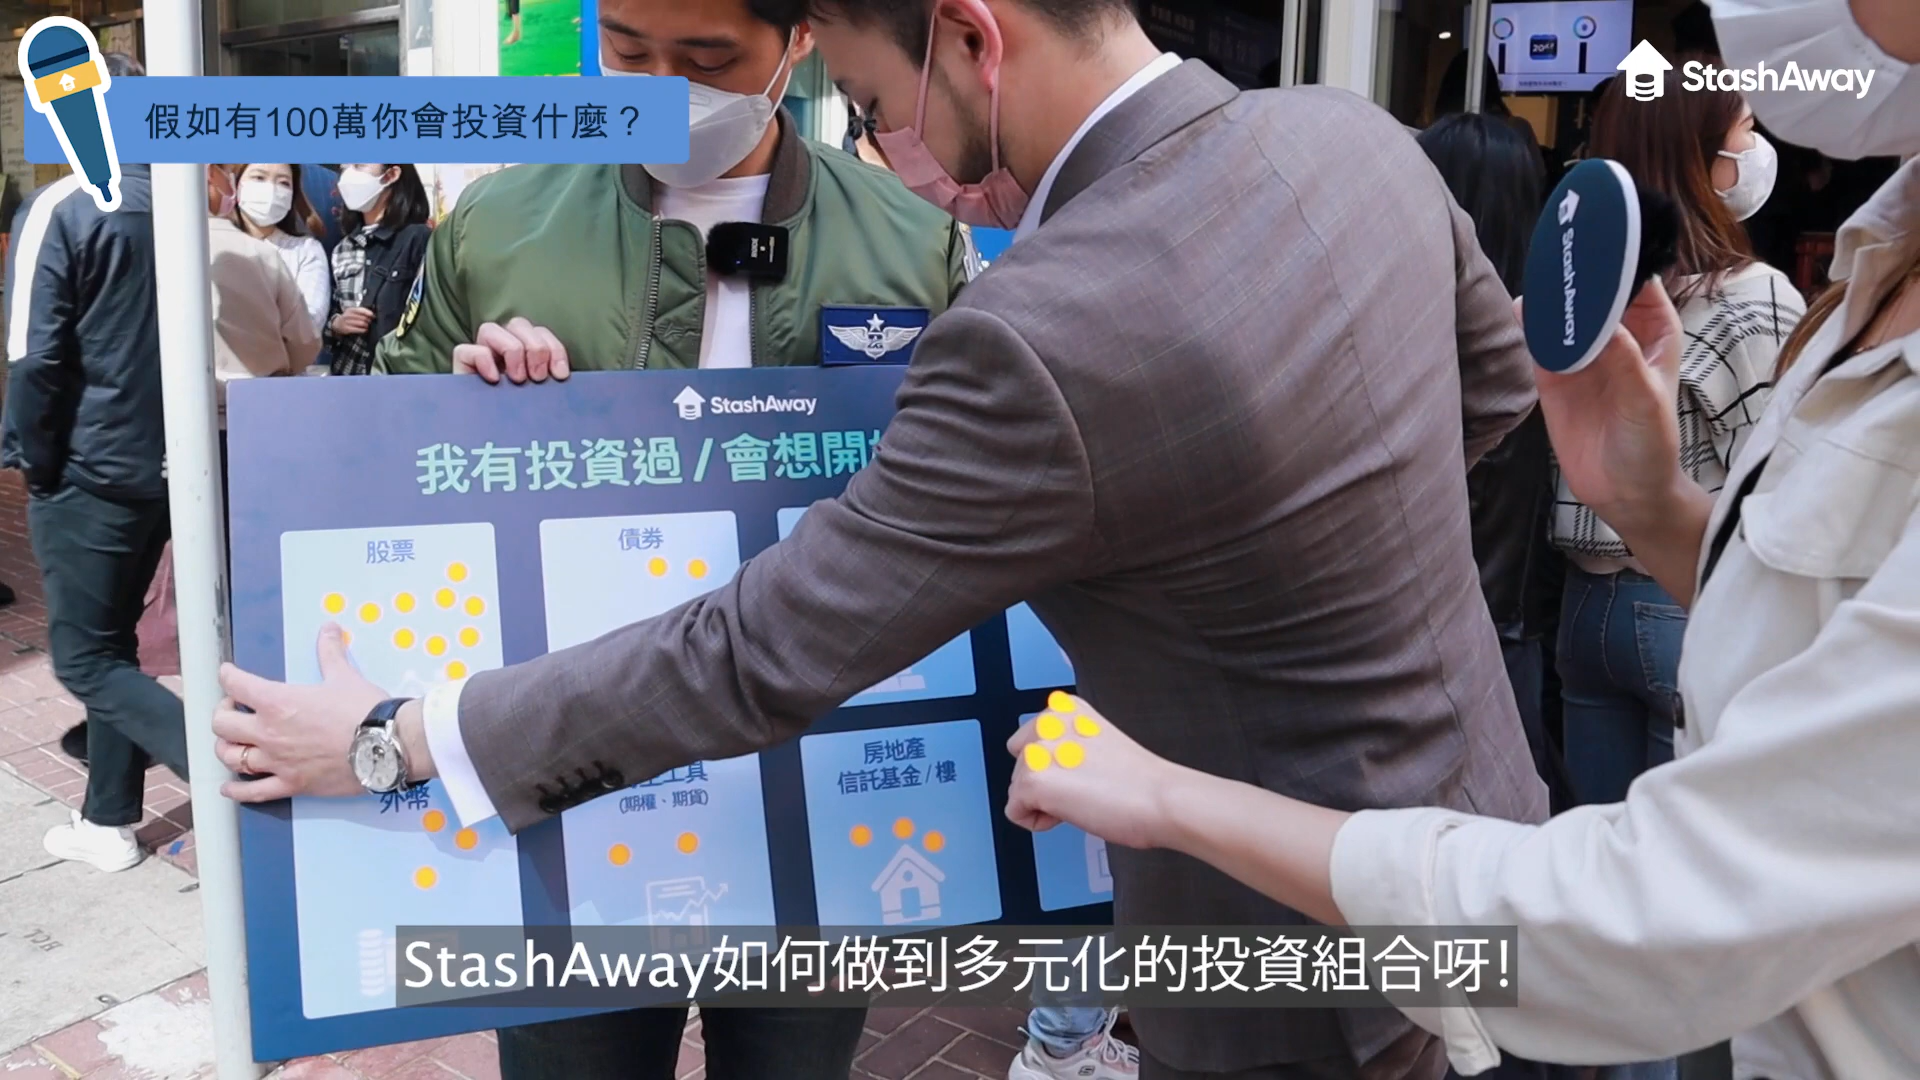 假如有100萬你會投資什麼？
StashAway
StashAway
StashAway
我有投資過/會想開
股票
債券
外幣
工具
(期權、期貨)
房地產
信託基金/樓
StashAway如何做到多元化的投資組合呀!